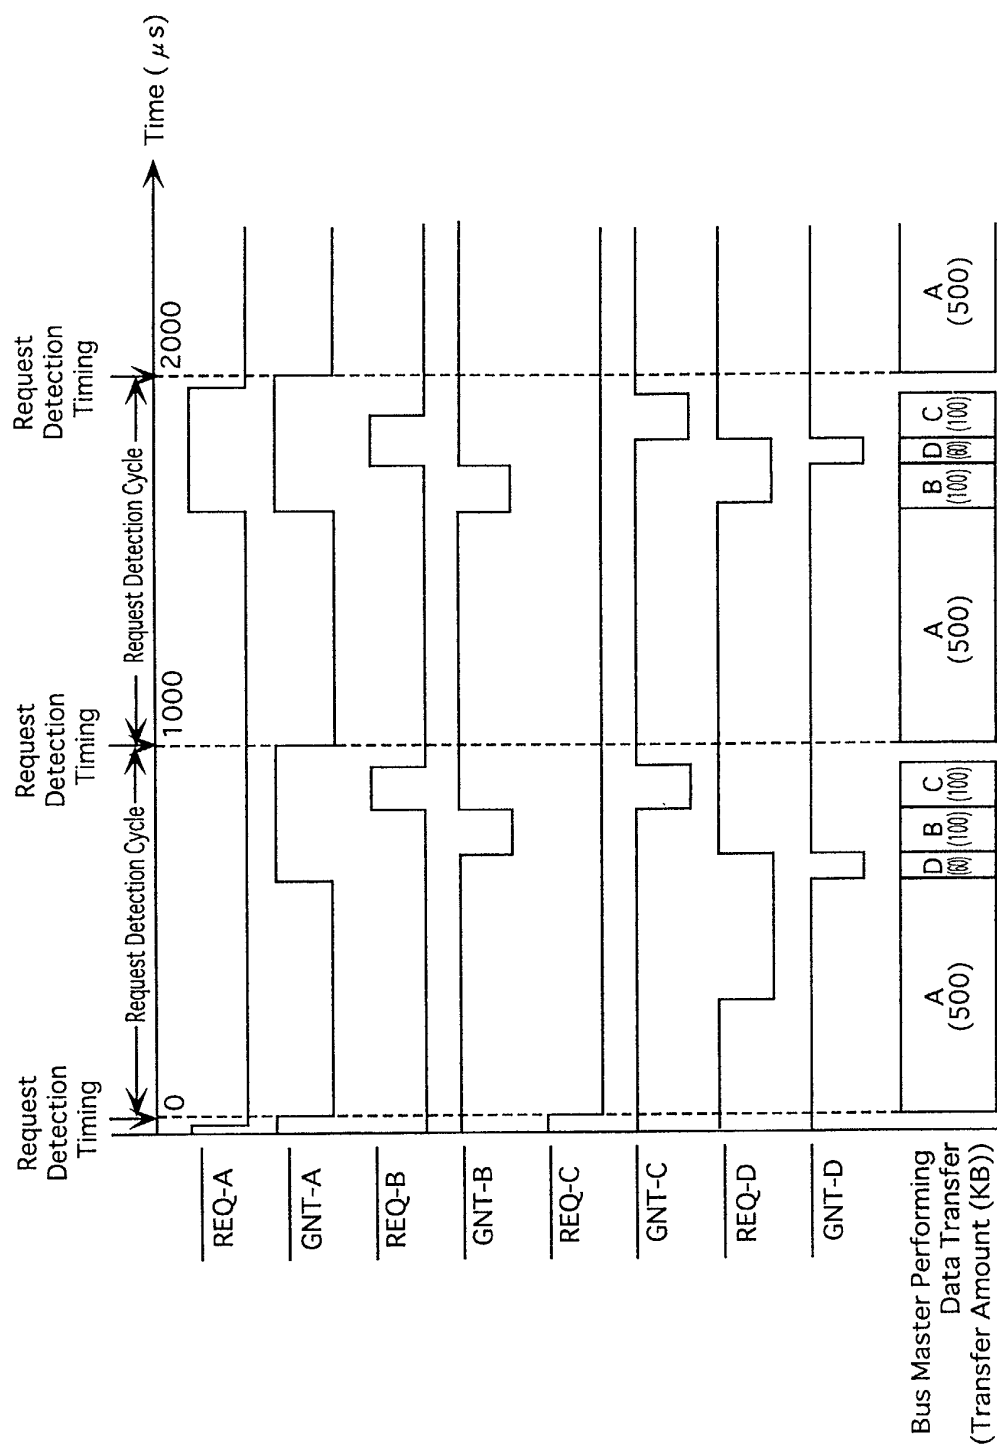 Request
Detection
Timing
Request
Detection
Timing
Request
Detection
Timing
Request Detection Cycle
Request Detection Cycle
0
1000
2000
Time ( μs)
REQ-A
GNT-A
REQ-B
GNT-B
REQ-C
GNT-C
REQ-D
GNT-D
Bus Master Performing
Data Transfer
(Transfer Amount (KB))
A
(500)
D
(60)
B
(100)
C
(100)
A
(500)
B
(100)
D
(60)
C
(100)
A
(500)